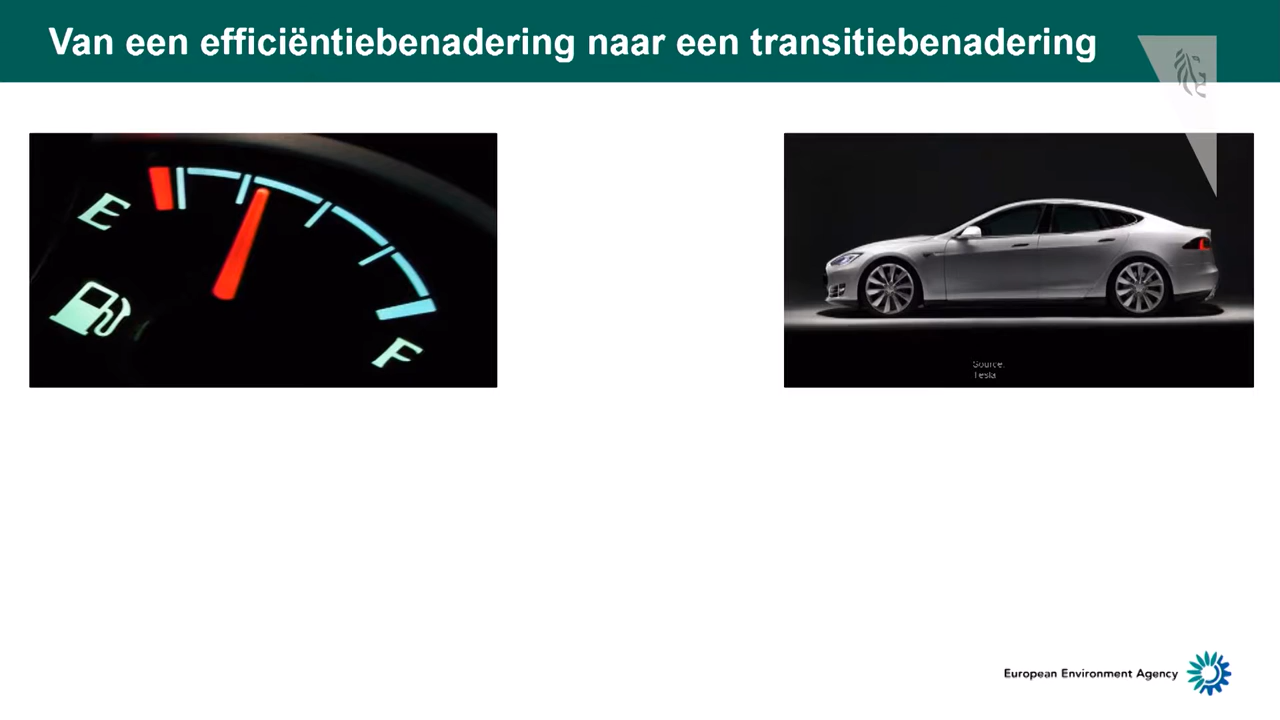 Van een efficiëntiebenadering naar een transitiebenadering
E
F
Source:
Tesla
European Environment Agency